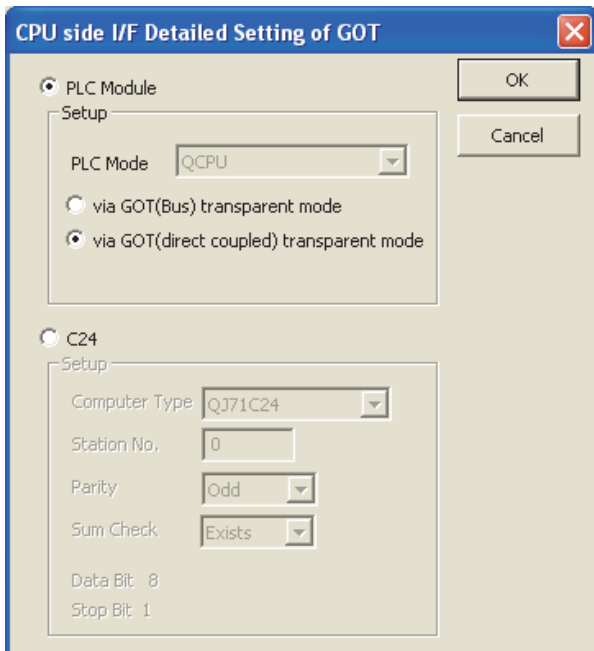 CPU side I/F Detailed Setting of GOT
OK
Cancel
PLC Module
Setup
PLC Mode QCPU
via GOT(Bus) transparent mode
via GOT(direct coupled) transparent mode
C24
Setup
Computer Type QJ71C24
Station No. 0
Parity Odd
Sum Check Exists
Data Bit 8
Stop Bit 1